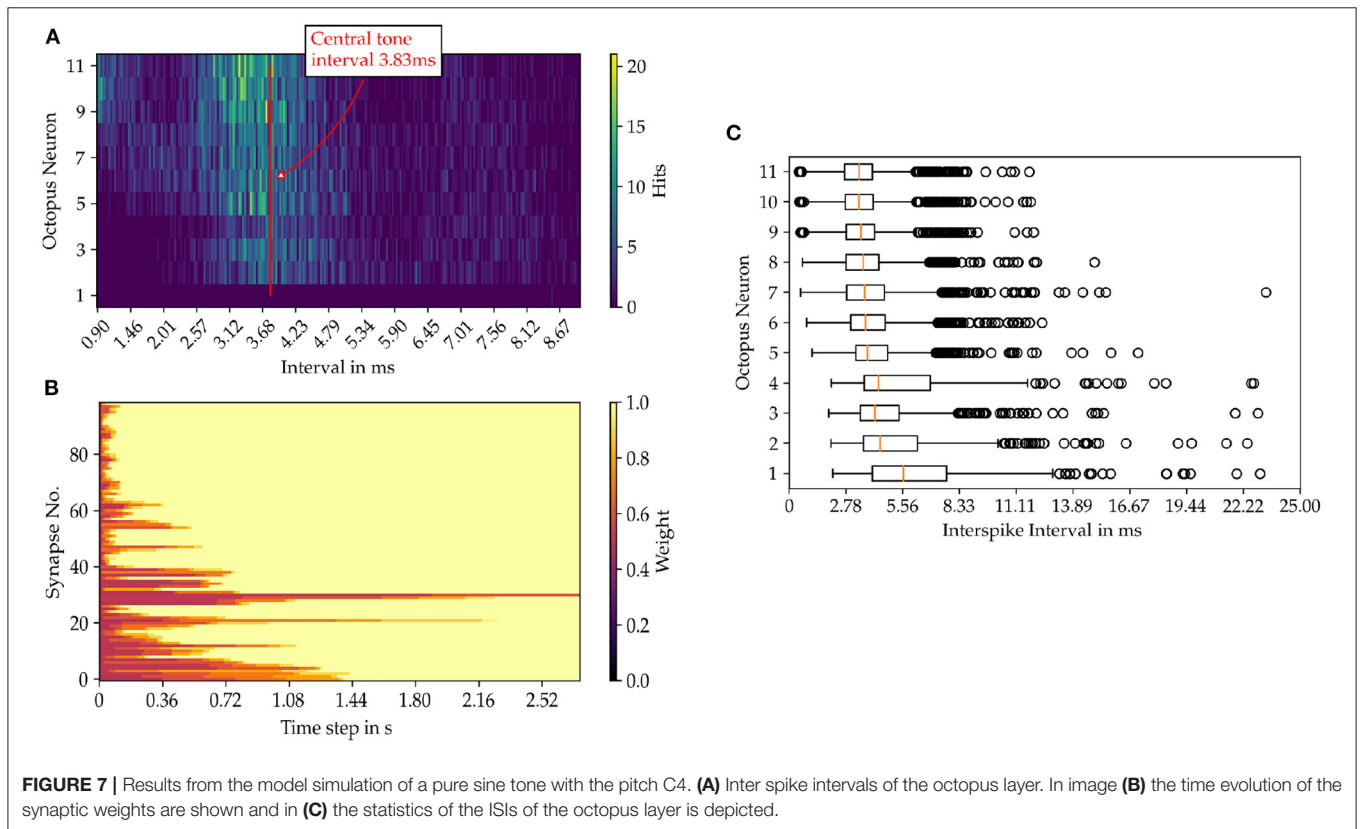 A
Central tone
interval 3.83ms
11
9
7
5
3
1
Octopus Neuron
0.90 1.46 2.01 2.57 3.12 3.68 4.23 4.79 5.34 5.90 6.45 7.01 7.56 8.12 8.67
Interval in ms
20
15
10
5
0
Hits
B
80
60
40
20
0
Synapse No.
0 0.36 0.72 1.08 1.44 1.80 2.16 2.52
Time step in s
1.0
0.8
0.6
0.4
0.2
0.0
Weight
C
11
10
9
8
7
6
5
4
3
2
1
Octopus Neuron
0 2.78 5.56 8.33 11.11 13.89 16.67 19.44 22.22 25.00
Interspike Interval in ms
FIGURE 7 | Results from the model simulation of a pure sine tone with the pitch C4. (A) Inter spike intervals of the octopus layer. In image (B) the time evolution of the
synaptic weights are shown and in (C) the statistics of the ISIs of the octopus layer is depicted.